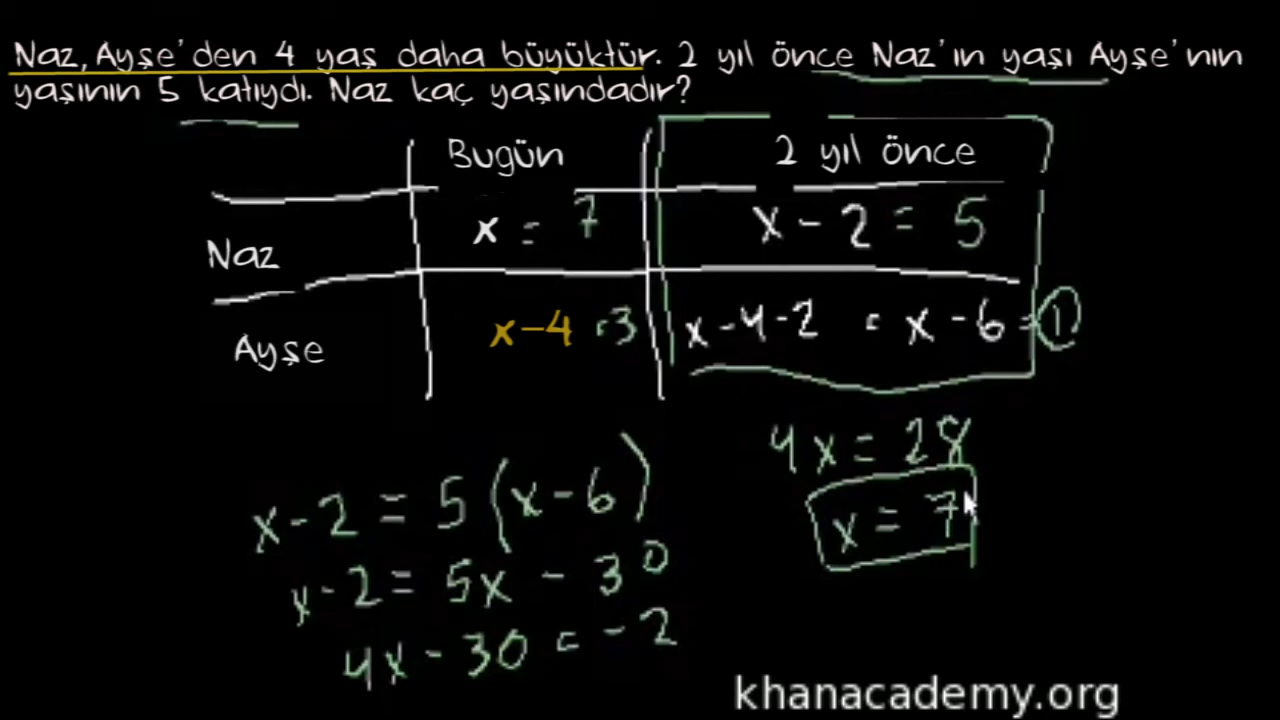 Naz, Ayşe'den 4 yaş daha büyüktür. 2 yıl önce Naz'ın yaşı Ayşe'nın
yaşının 5 katıydı. Naz kaç yaşındadır?
Bugün 2 yıl önce
Naz x = 7 x - 2 = 5
Ayşe x-4 = 3 x-4-2 = x-6 = 1
4x = 28
x = 7
x-2 = 5(x-6)
x-2 = 5x - 30
4x - 30 = -2
khanacademy.org